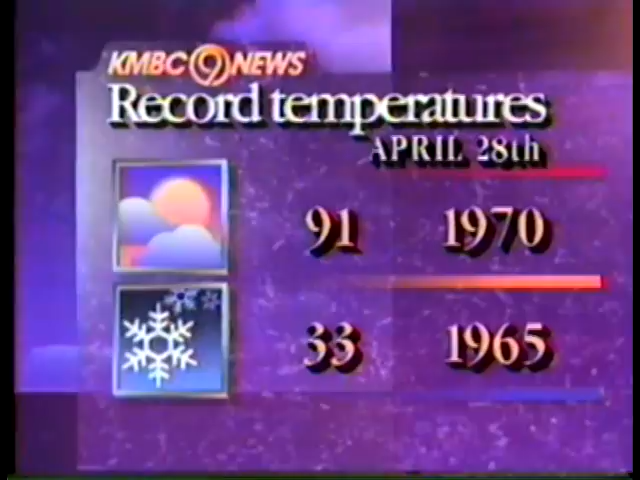 KMBC 9 NEWS
Record temperatures
APRIL 28th
91 1970
33 1965